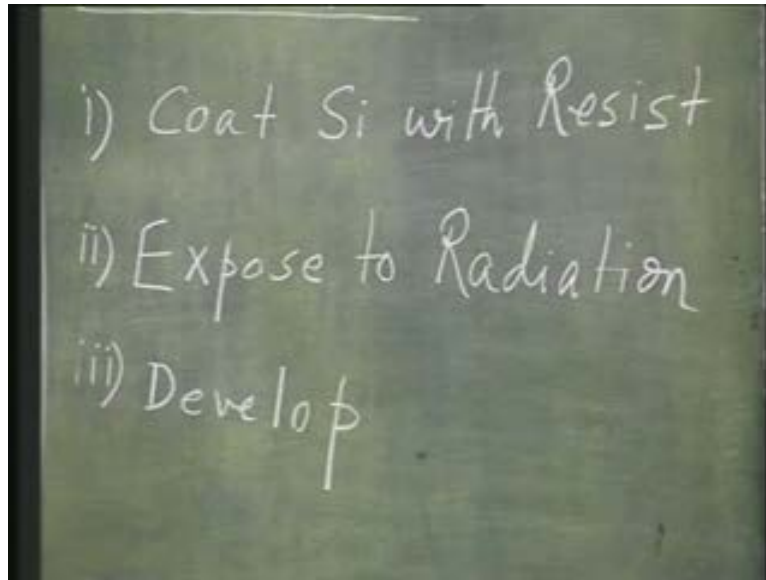 i) Coat Si with Resist
ii) Expose to Radiation
iii) Develop